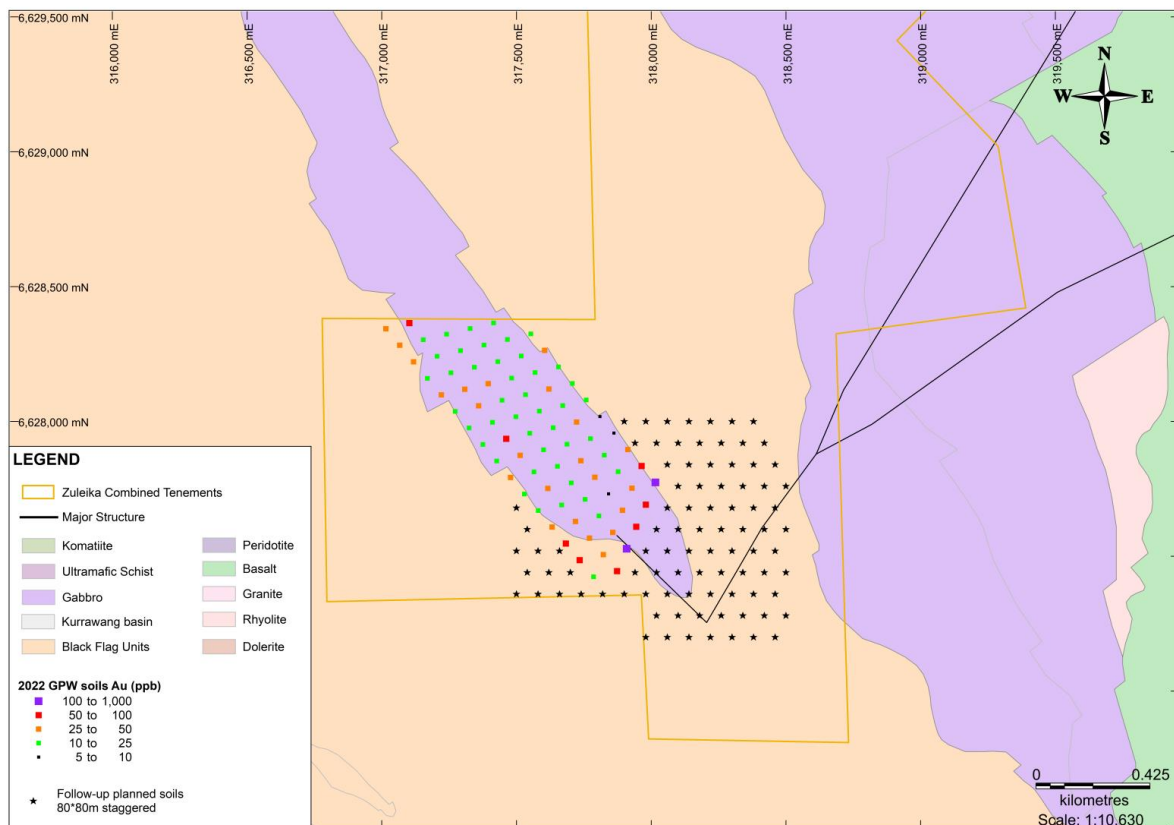 6,629,500 mN
316,000 mE
316,500 mE
317,000 mE
317,500 mE
318,000 mE
318,500 mE
319,000 mE
319,500 mE
N
W E
S
6,629,000 mN
6,628,500 mN
6,628,000 mN
LEGEND
Zuleika Combined Tenements
Major Structure
Komatiite
Peridotite
Ultramafic Schist
Basalt
Gabbro
Granite
Kurrawang basin
Rhyolite
Black Flag Units
Dolerite
2022 GPW soils Au (ppb)
100 to 1,000
50 to 100
25 to 50
10 to 25
5 to 10
Follow-up planned soils
80*80m staggered
0 0.425
kilometres
Scale: 1:10,630